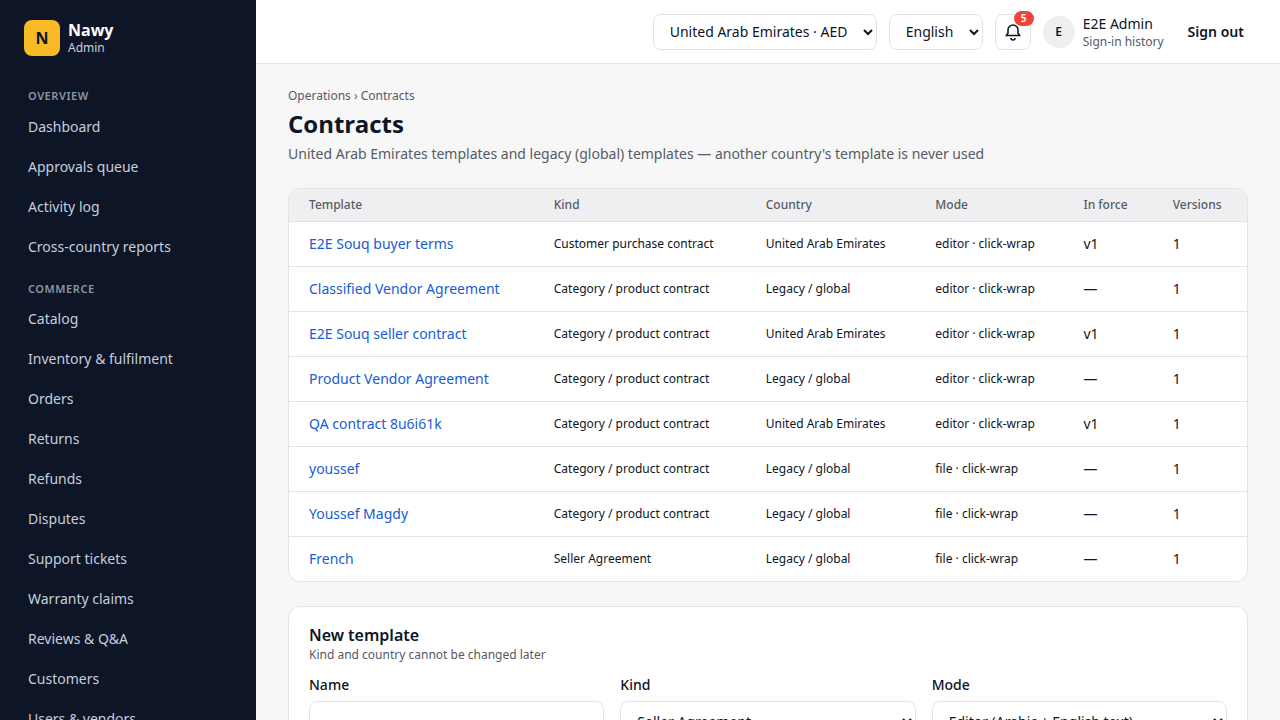 N
Nawy
Admin
OVERVIEW
Dashboard
Approvals queue
Activity log
Cross-country reports
COMMERCE
Catalog
Inventory & fulfilment
Orders
Returns
Refunds
Disputes
Support tickets
Warranty claims
Reviews & Q&A
Customers
Users & vendors
United Arab Emirates · AED
English
5
E
E2E Admin
Sign-in history
Sign out
Operations › Contracts
Contracts
United Arab Emirates templates and legacy (global) templates — another country's template is never used
Template Kind Country Mode In force Versions
E2E Souq buyer terms Customer purchase contract United Arab Emirates editor · click-wrap v1 1
Classified Vendor Agreement Category / product contract Legacy / global editor · click-wrap — 1
E2E Souq seller contract Category / product contract United Arab Emirates editor · click-wrap v1 1
Product Vendor Agreement Category / product contract Legacy / global editor · click-wrap — 1
QA contract 8u6i61k Category / product contract United Arab Emirates editor · click-wrap v1 1
youssef Category / product contract Legacy / global file · click-wrap — 1
Youssef Magdy Category / product contract Legacy / global file · click-wrap — 1
French Seller Agreement Legacy / global file · click-wrap — 1
New template
Kind and country cannot be changed later
Name Kind Mode
Seller Agreement Editor (Arabic + English text)